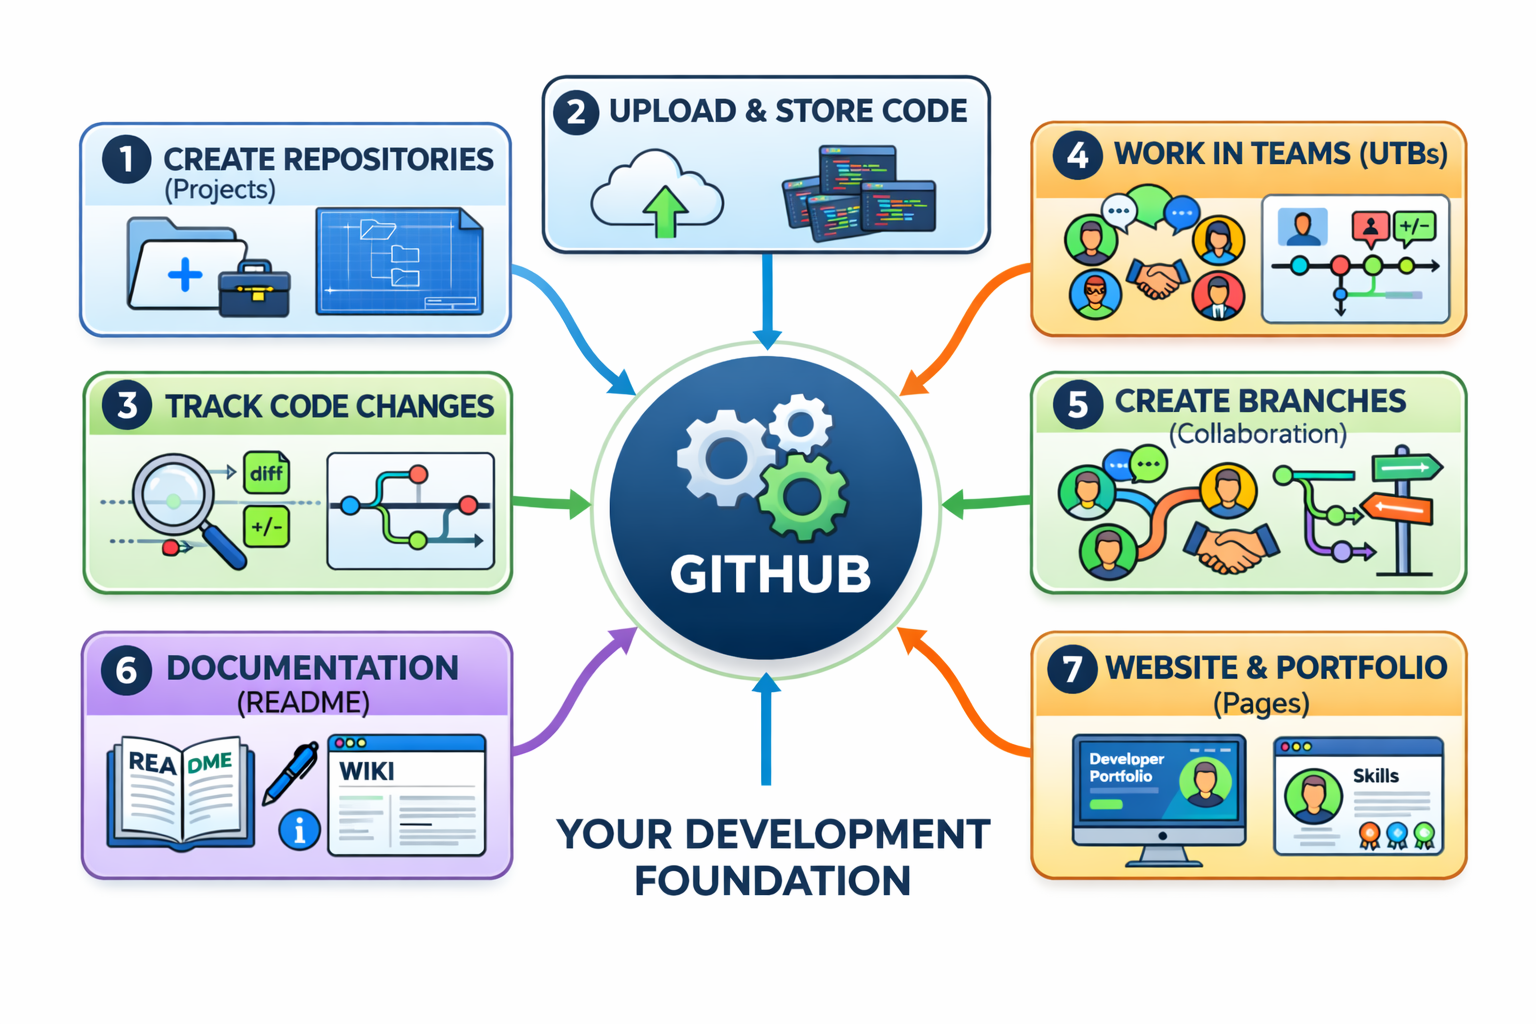 1 CREATE REPOSITORIES
(Projects)
2 UPLOAD & STORE CODE
3 TRACK CODE CHANGES
diff
+/-
4 WORK IN TEAMS (UTBs)
+/-
5 CREATE BRANCHES
(Collaboration)
6 DOCUMENTATION
(README)
REA DME
i
WIKI
7 WEBSITE & PORTFOLIO
(Pages)
Developer
Portfolio
Skills
GITHUB
YOUR DEVELOPMENT
FOUNDATION